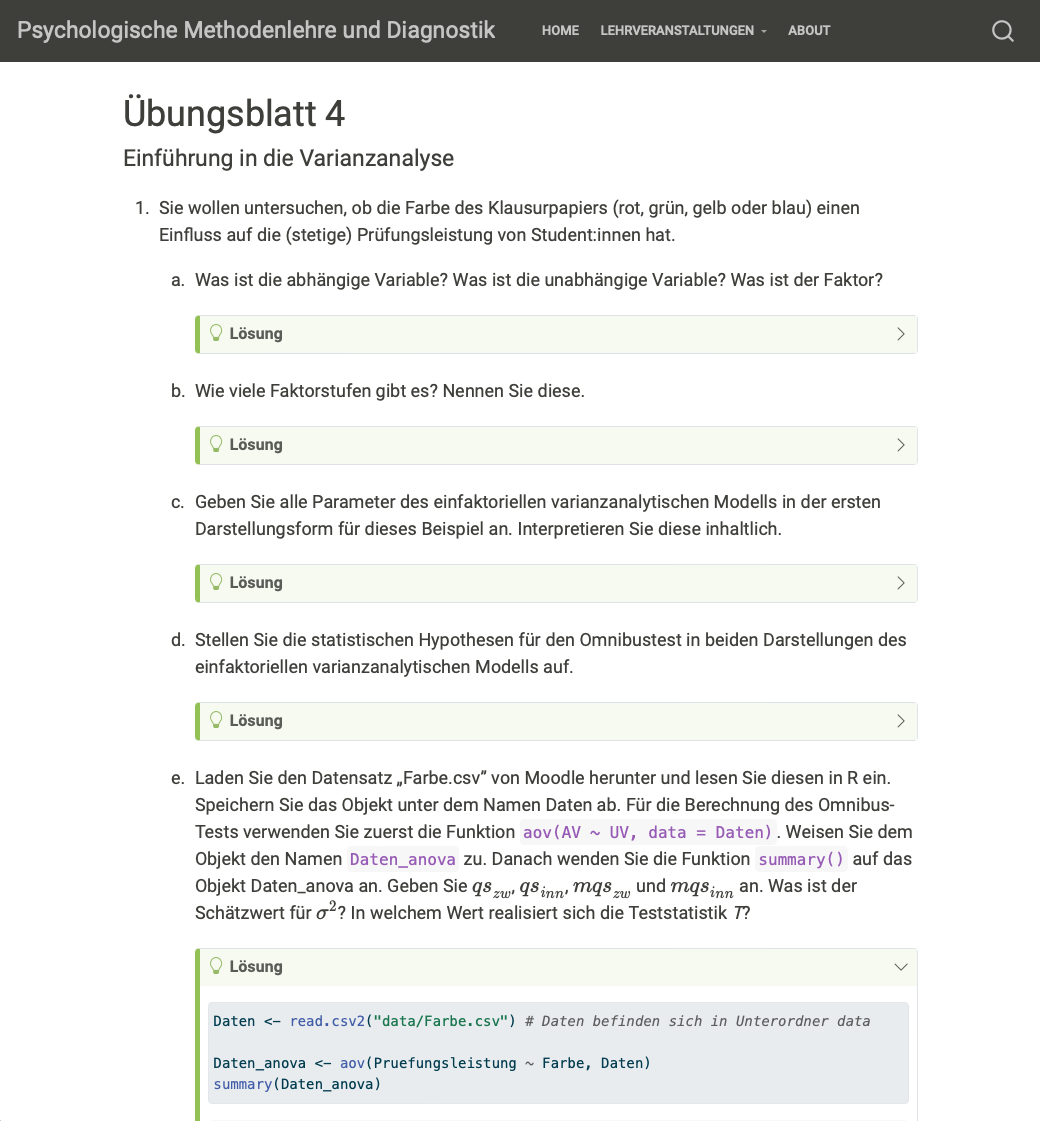 Psychologische Methodenlehre und Diagnostik HOME LEHRVERANSTALTUNGEN ABOUT
Übungsblatt 4
Einführung in die Varianzanalyse
1. Sie wollen untersuchen, ob die Farbe des Klausurpapiers (rot, grün, gelb oder blau) einen
Einfluss auf die (stetige) Prüfungsleistung von Student:innen hat.
a. Was ist die abhängige Variable? Was ist die unabhängige Variable? Was ist der Faktor?
Lösung
b. Wie viele Faktorstufen gibt es? Nennen Sie diese.
Lösung
c. Geben Sie alle Parameter des einfaktoriellen varianzanalytischen Modells in der ersten
Darstellungsform für dieses Beispiel an. Interpretieren Sie diese inhaltlich.
Lösung
d. Stellen Sie die statistischen Hypothesen für den Omnibustest in beiden Darstellungen des
einfaktoriellen varianzanalytischen Modells auf.
Lösung
e. Laden Sie den Datensatz „Farbe.csv” von Moodle herunter und lesen Sie diesen in R ein.
Speichern Sie das Objekt unter dem Namen Daten ab. Für die Berechnung des Omnibus-
Tests verwenden Sie zuerst die Funktion aov(AV ~ UV, data = Daten). Weisen Sie dem
Objekt den Namen Daten_anova zu. Danach wenden Sie die Funktion summary() auf das
Objekt Daten_anova an. Geben Sie qs_zw, qs_inn, mqs_zw und mqs_inn an. Was ist der
Schätzwert für σ²? In welchem Wert realisiert sich die Teststatistik T?
Lösung
Daten <- read.csv2("data/Farbe.csv") # Daten befinden sich in Unterordner data
Daten_anova <- aov(Pruefungsleistung ~ Farbe, Daten)
summary(Daten_anova)